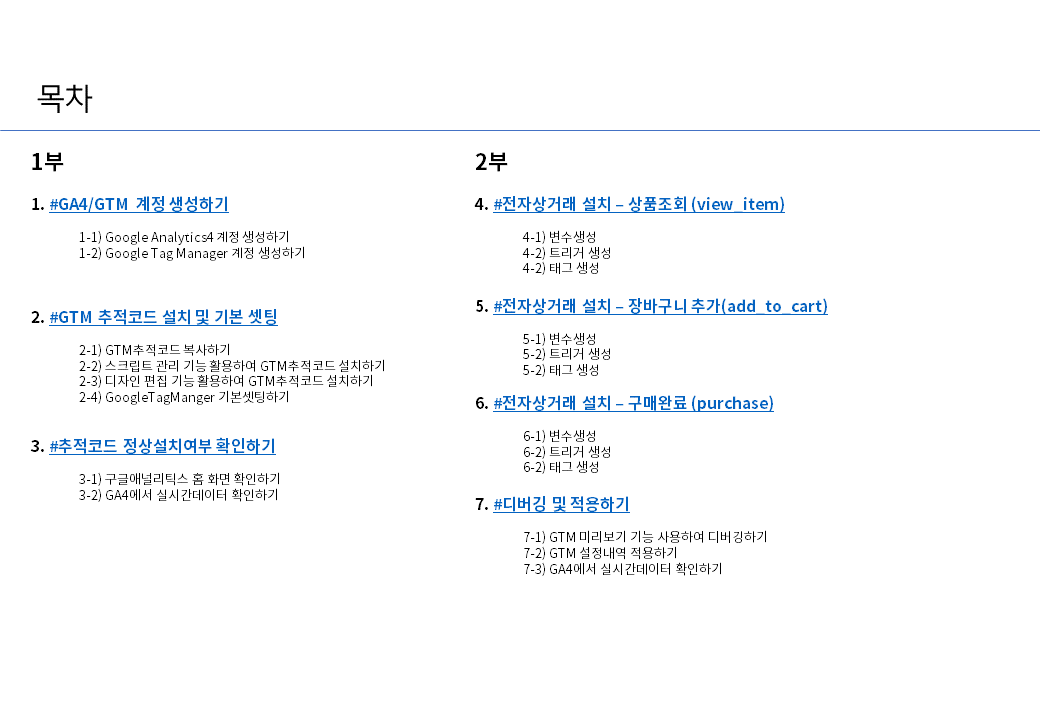 목차
1부
1. #GA4/GTM 계정 생성하기
1-1) Google Analytics4 계정 생성하기
1-2) Google Tag Manager 계정 생성하기
2. #GTM 추적코드 설치 및 기본 셋팅
2-1) GTM추적코드 복사하기
2-2) 스크립트 관리 기능 활용하여 GTM추적코드 설치하기
2-3) 디자인 편집 기능 활용하여 GTM추적코드 설치하기
2-4) GoogleTagManger 기본셋팅하기
3. #추적코드 정상설치여부 확인하기
3-1) 구글애널리틱스 홈 화면 확인하기
3-2) GA4에서 실시간데이터 확인하기
2부
4. #전자상거래 설치 – 상품조회 (view_item)
4-1) 변수생성
4-2) 트리거 생성
4-2) 태그 생성
5. #전자상거래 설치 – 장바구니 추가(add_to_cart)
5-1) 변수생성
5-2) 트리거 생성
5-2) 태그 생성
6. #전자상거래 설치 – 구매완료 (purchase)
6-1) 변수생성
6-2) 트리거 생성
6-2) 태그 생성
7. #디버깅 및 적용하기
7-1) GTM 미리보기 기능 사용하여 디버깅하기
7-2) GTM 설정내역 적용하기
7-3) GA4에서 실시간데이터 확인하기